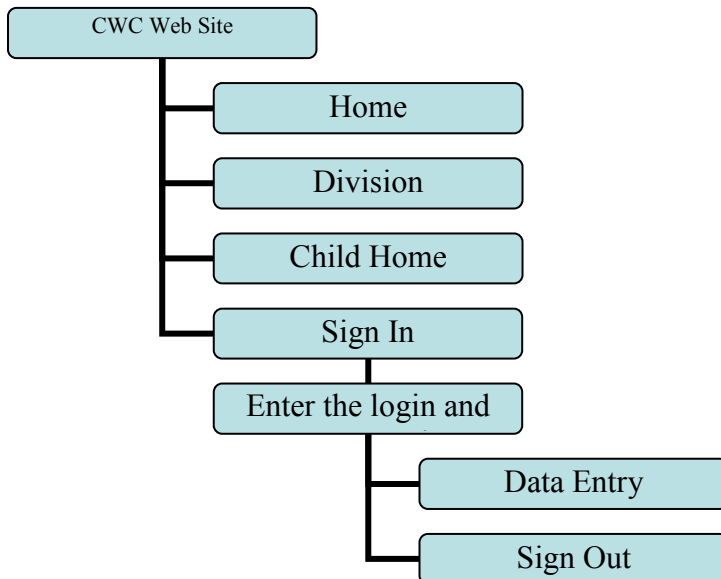 CWC Web Site
Home
Division
Child Home
Sign In
Enter the login and
Data Entry
Sign Out